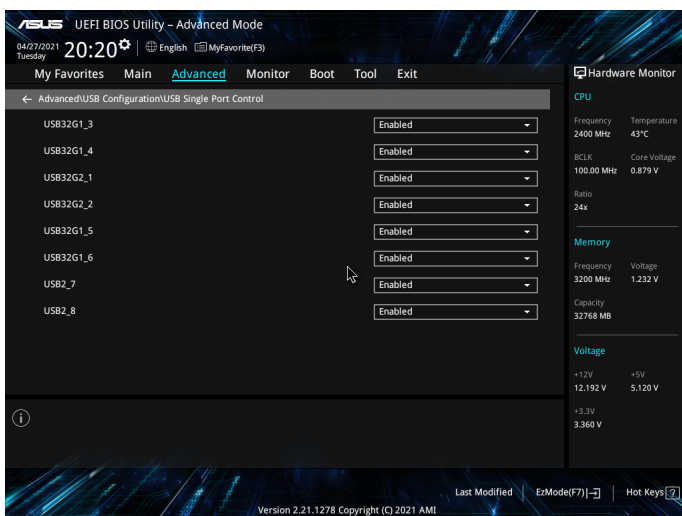 ASUS UEFI BIOS Utility – Advanced Mode
04/27/2021
Tuesday
20:20 English MyFavorite(F3)
My Favorites Main Advanced Monitor Boot Tool Exit
← Advanced\USB Configuration\USB Single Port Control
USB32G1_3 Enabled
USB32G1_4 Enabled
USB32G2_1 Enabled
USB32G2_2 Enabled
USB32G1_5 Enabled
USB32G1_6 Enabled
USB2_7 Enabled
USB2_8 Enabled
Hardware Monitor
CPU
Frequency Temperature
2400 MHz 43°C
BCLK Core Voltage
100.00 MHz 0.879 V
Ratio
24x
Memory
Frequency Voltage
3200 MHz 1.232 V
Capacity
32768 MB
Voltage
+12V +5V
12.192 V 5.120 V
+3.3V
3.360 V
i
Last Modified EzMode(F7) Hot Keys ?
Version 2.21.1278 Copyright (C) 2021 AMI